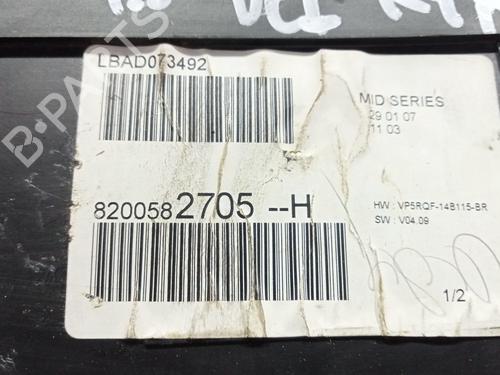 DCI
LBAD073492
MID SERIES
29 01 07
11 03
8200582705 --H
HW : VP5RQF-14B115-BR
SW : V04.09
1/2
B-PARTS